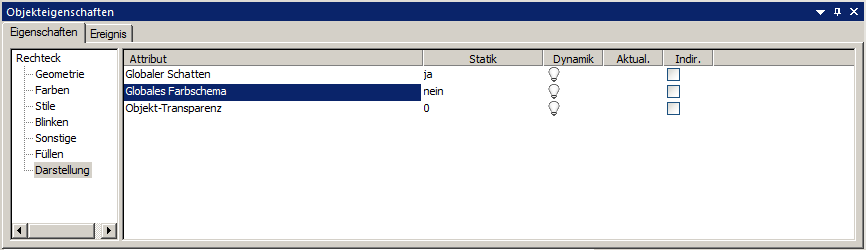 Objekteigenschaften
Eigenschaften Ereignis
Rechteck
Geometrie
Farben
Stile
Blinken
Sonstige
Füllen
Darstellung
Attribut Statik Dynamik Aktual. Indir.
Globaler Schatten ja
Globales Farbschema nein
Objekt-Transparenz 0